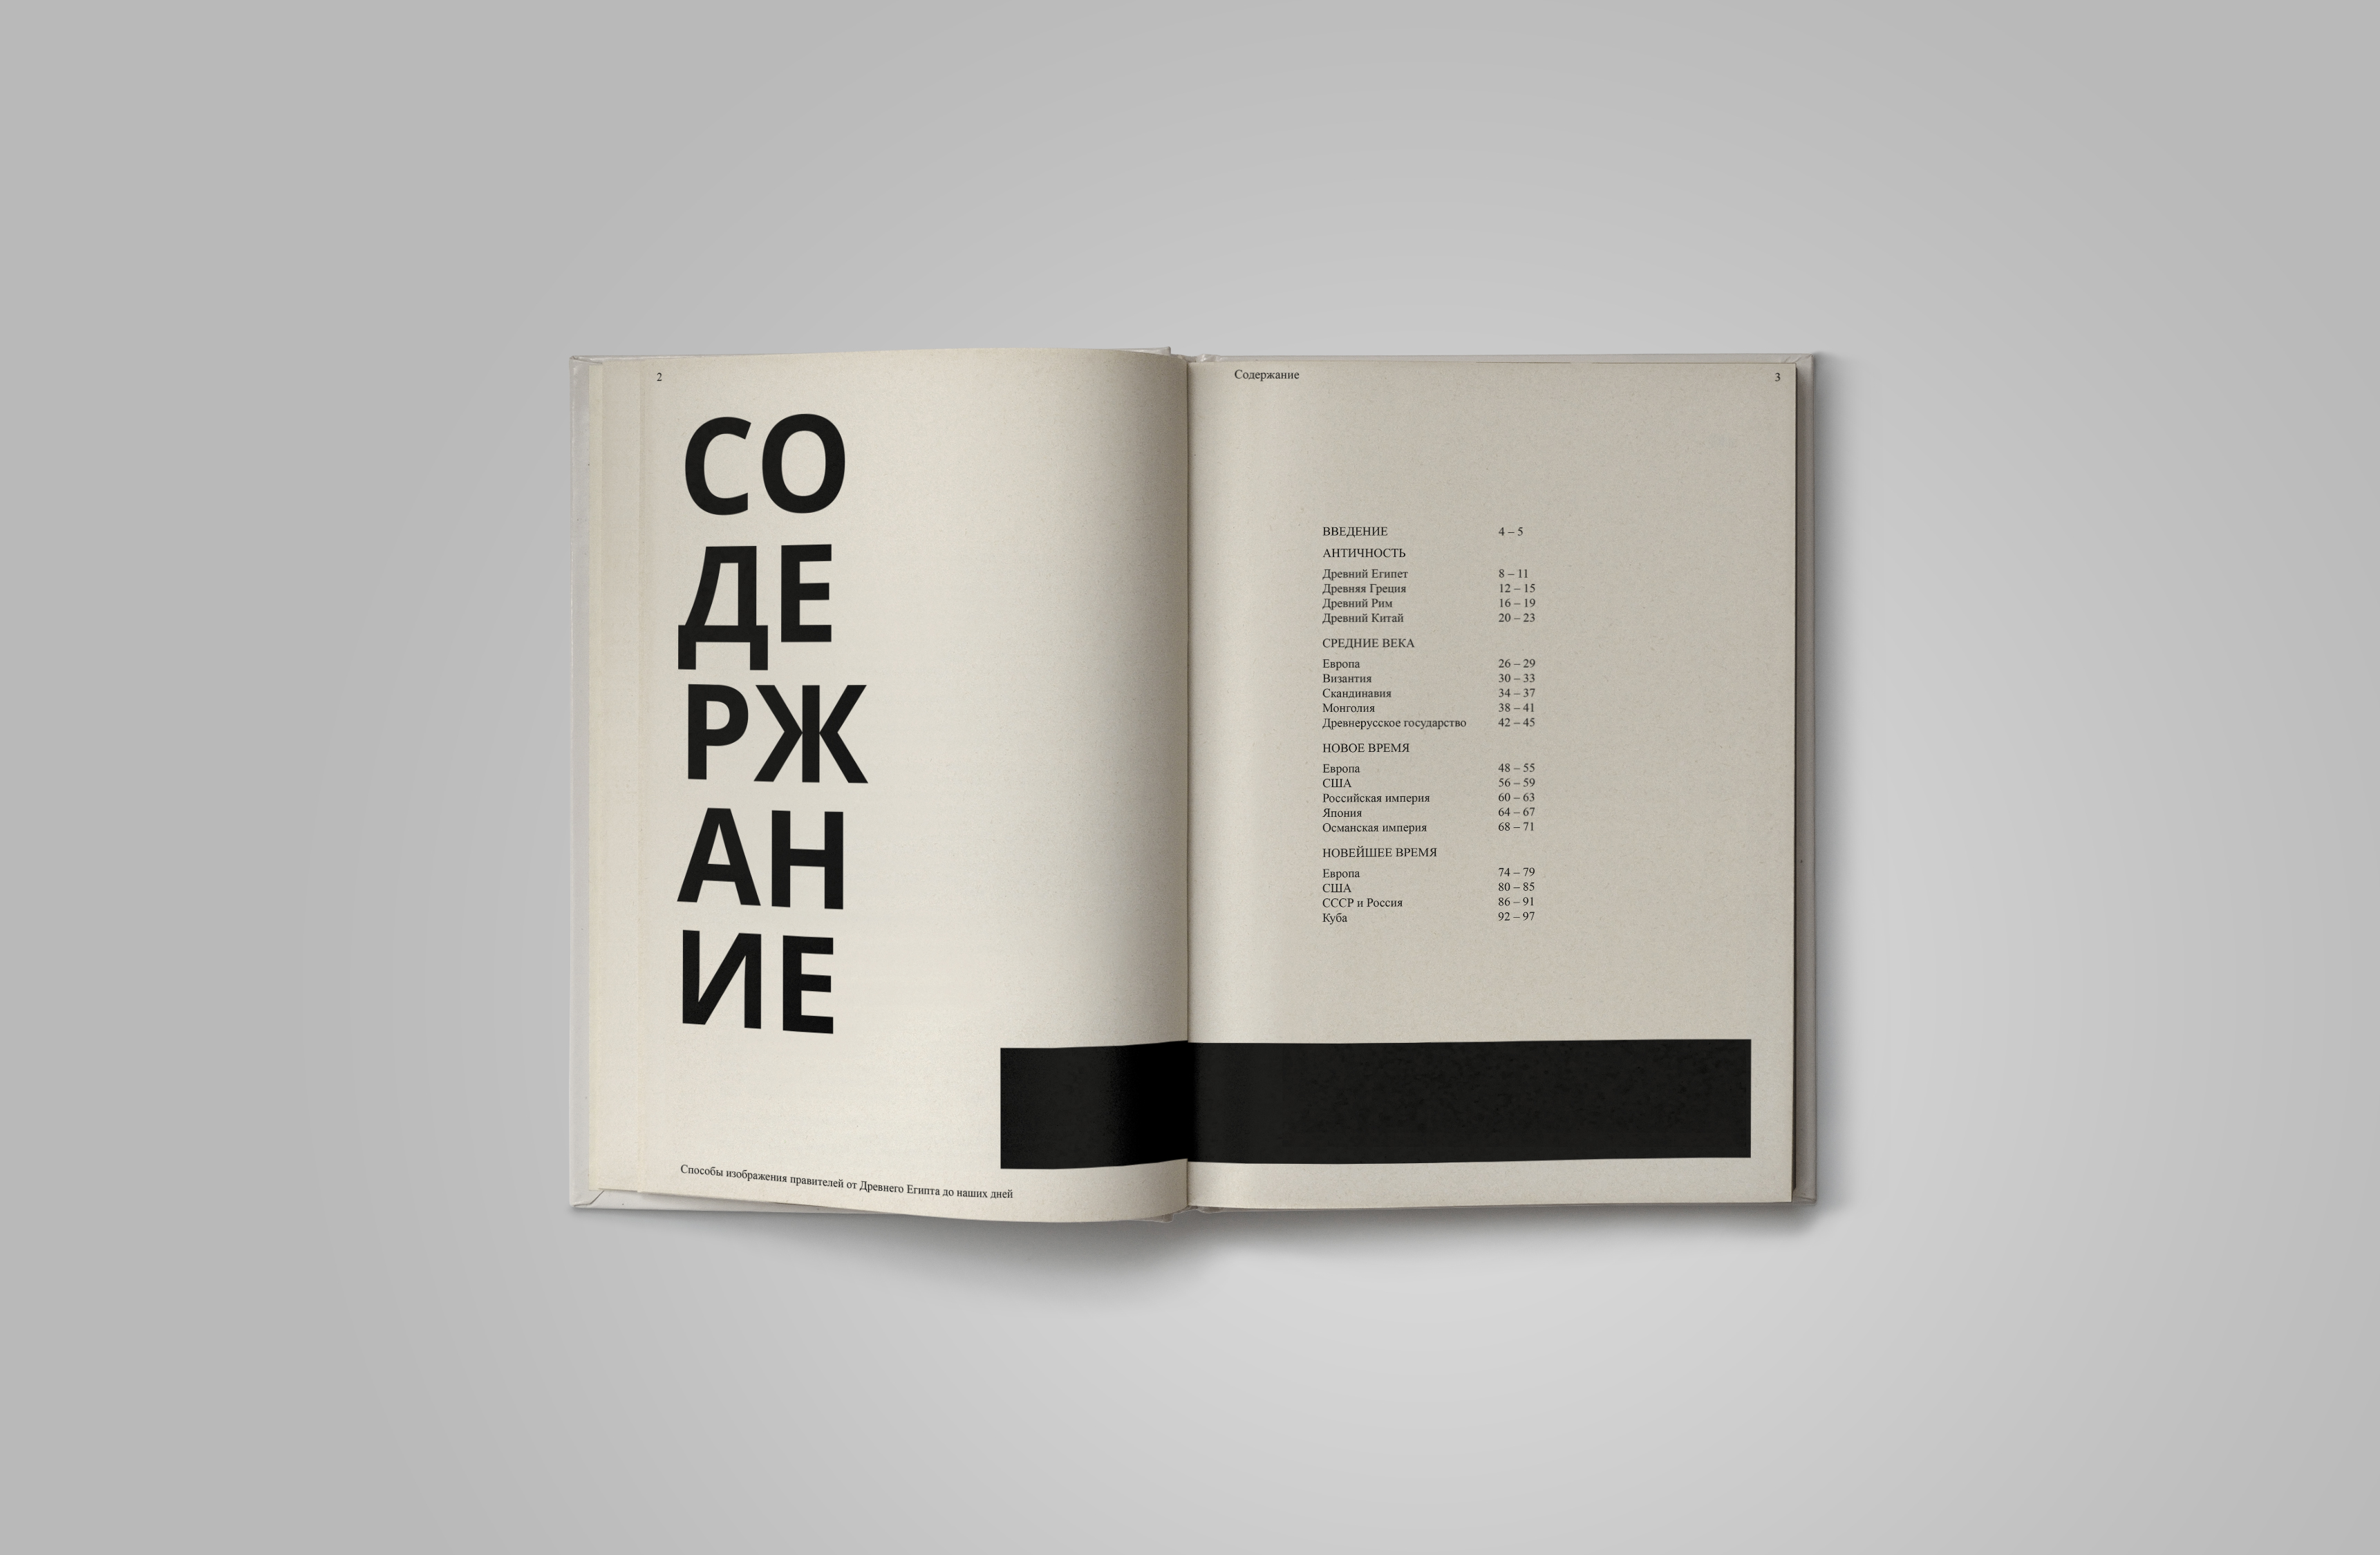 2
СО
ДЕ
РЖ
АН
ИЕ
Способы изображения правителей от Древнего Египта до наших дней
Содержание 3
ВВЕДЕНИЕ 4 – 5
АНТИЧНОСТЬ
Древний Египет 8 – 11
Древняя Греция 12 – 15
Древний Рим 16 – 19
Древний Китай 20 – 23
СРЕДНИЕ ВЕКА
Европа 26 – 29
Византия 30 – 33
Скандинавия 34 – 37
Монголия 38 – 41
Древнерусское государство 42 – 45
НОВОЕ ВРЕМЯ
Европа 48 – 55
США 56 – 59
Российская империя 60 – 63
Япония 64 – 67
Османская империя 68 – 71
НОВЕЙШЕЕ ВРЕМЯ
Европа 74 – 79
США 80 – 85
СССР и Россия 86 – 91
Куба 92 – 97